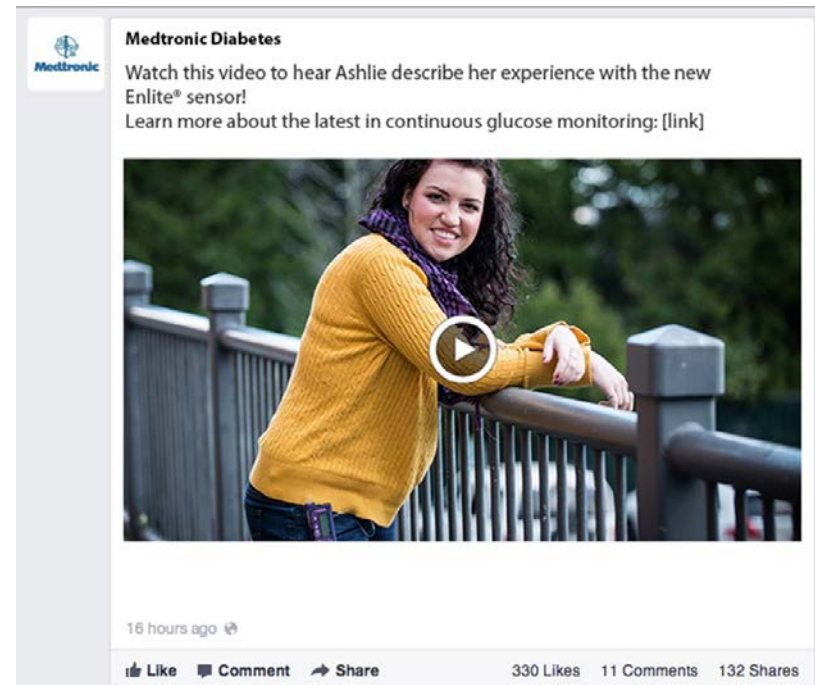 Medtronic
Medtronic Diabetes
Watch this video to hear Ashlie describe her experience with the new
Enlite® sensor!
Learn more about the latest in continuous glucose monitoring: [link]
16 hours ago
Like Comment Share 330 Likes 11 Comments 132 Shares